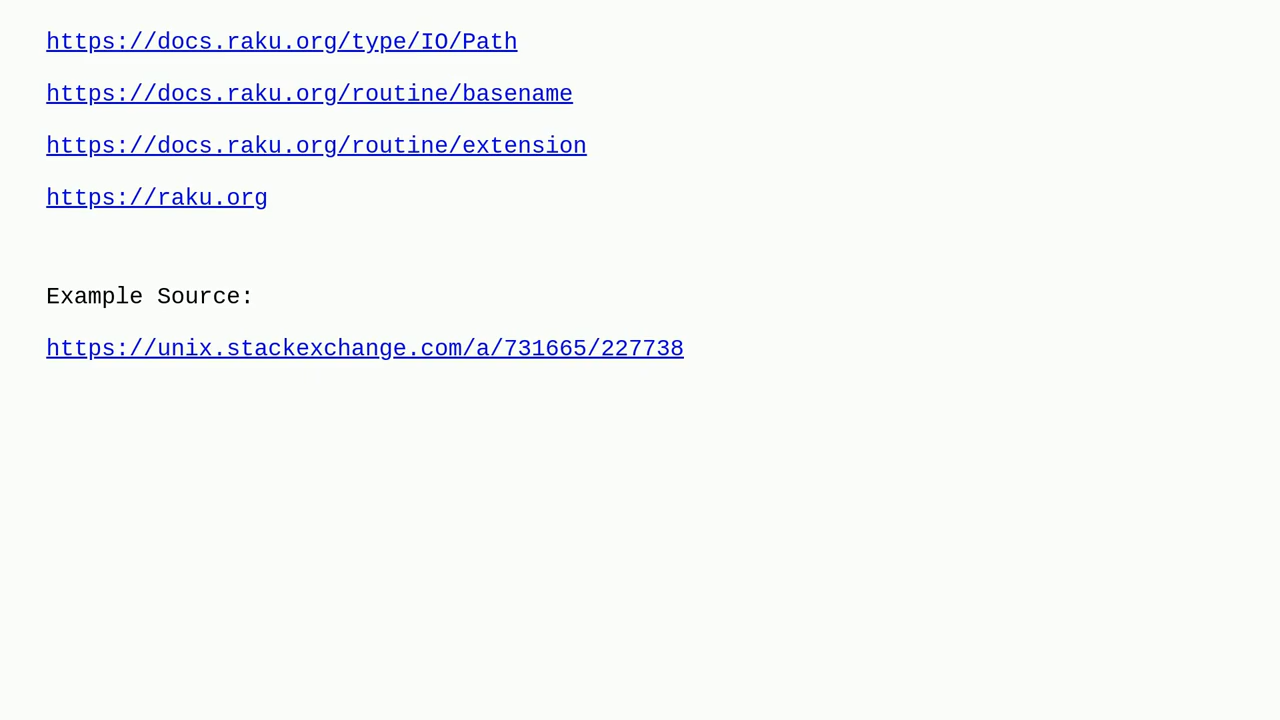 https://docs.raku.org/type/IO/Path
https://docs.raku.org/routine/basename
https://docs.raku.org/routine/extension
https://raku.org
Example Source:
https://unix.stackexchange.com/a/731665/227738